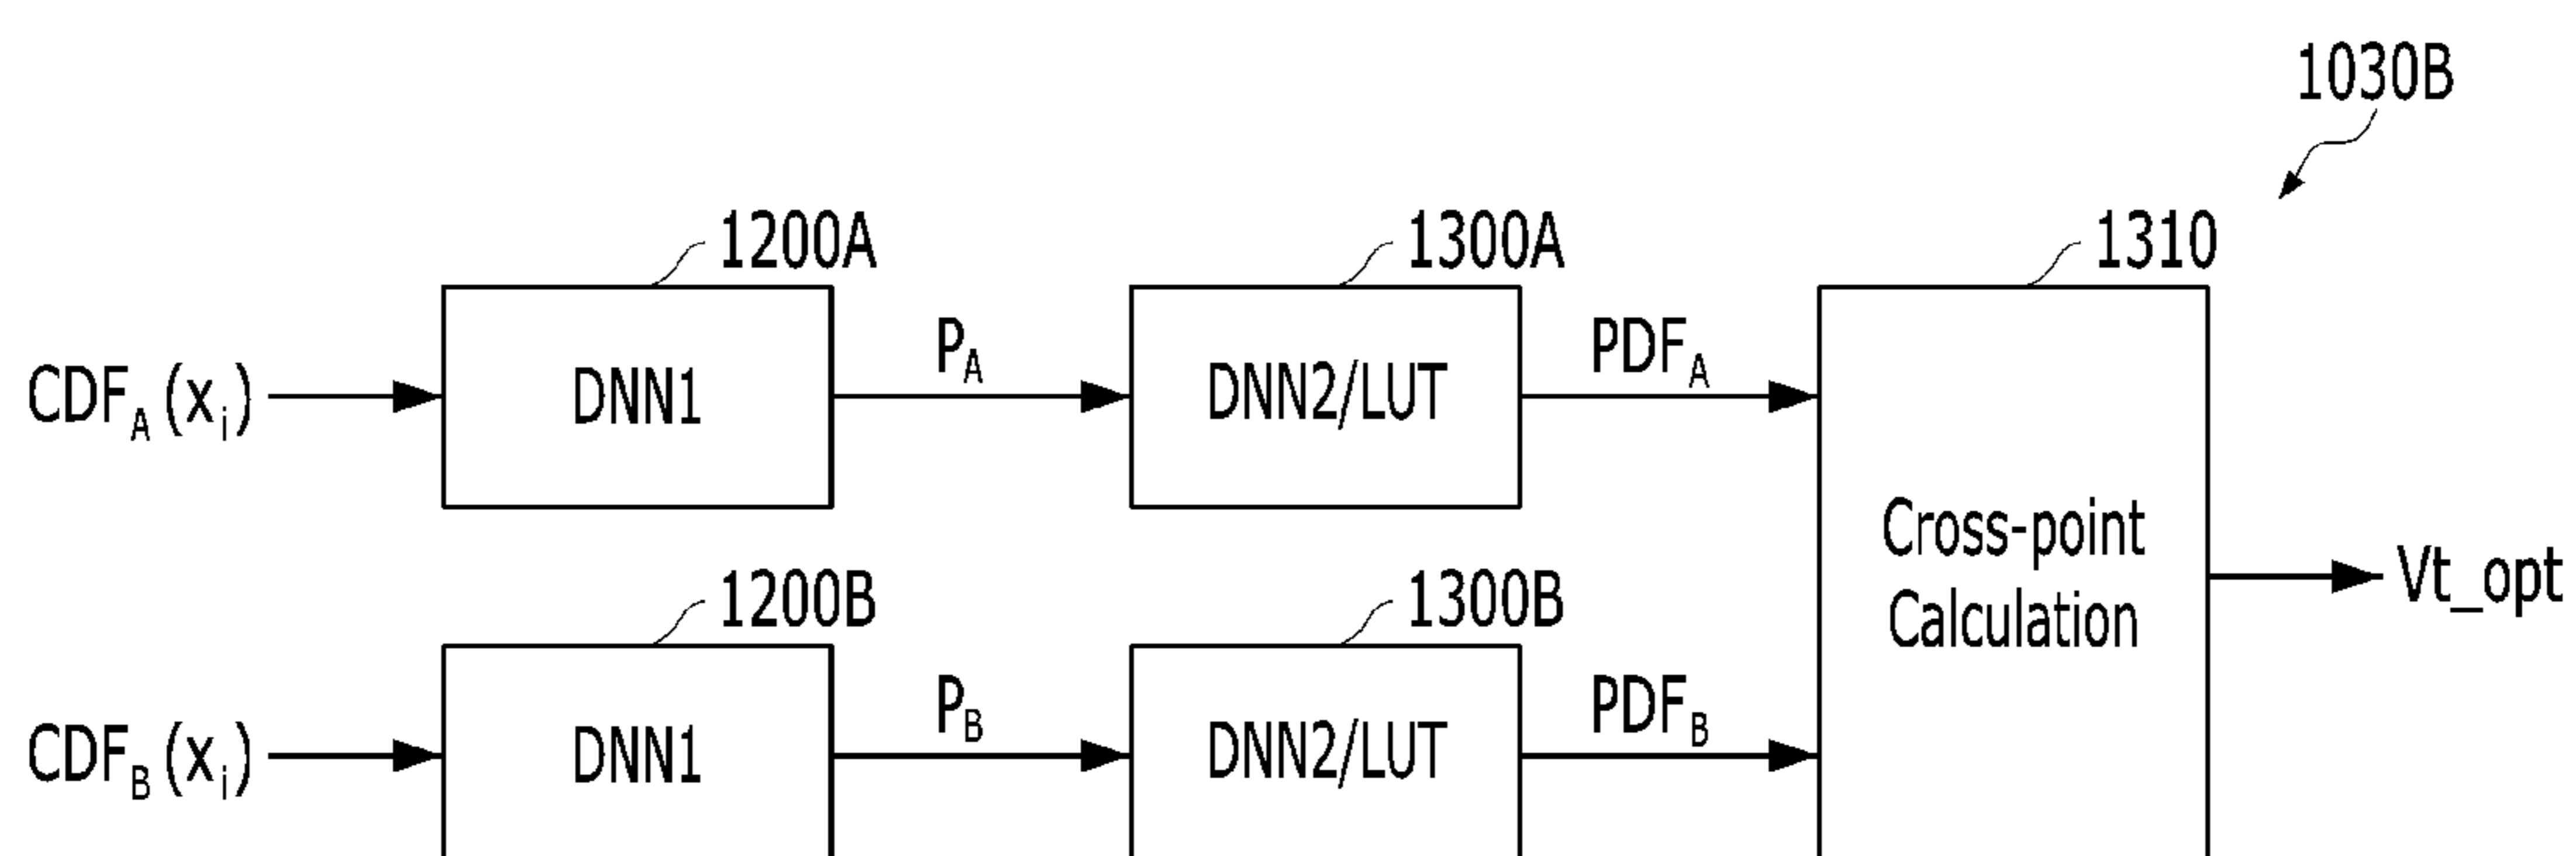 1030B
1200A
1300A
1310
CDF_A (x_i)
DNN1
P_A
DNN2/LUT
PDF_A
Cross-point
Calculation
Vt_opt
1200B
1300B
CDF_B (x_i)
DNN1
P_B
DNN2/LUT
PDF_B